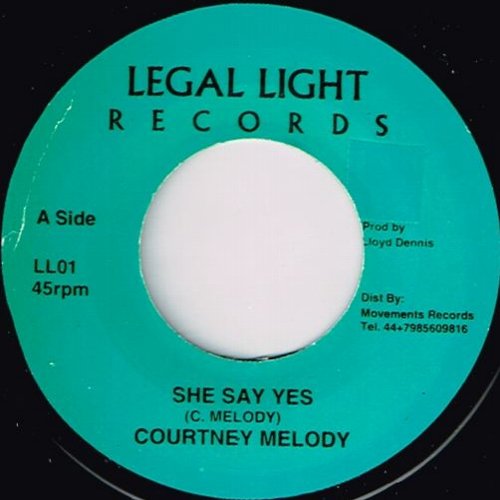 LEGAL LIGHT
RECORDS
A Side
LL01
45rpm
Prod by
Lloyd Dennis
Dist By:
Movements Records
Tel. 44+7985609816
SHE SAY YES
(C. MELODY)
COURTNEY MELODY